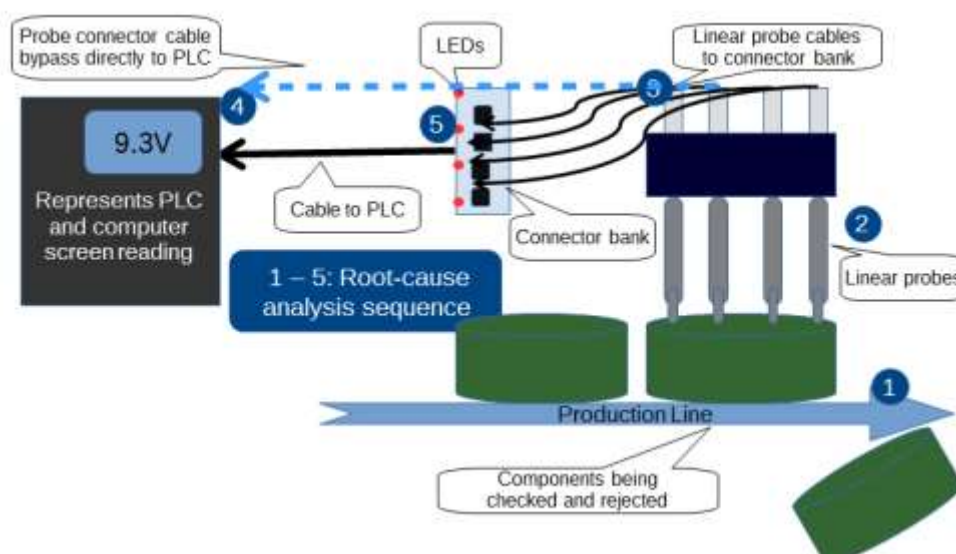 Probe connector cable
bypass directly to PLC
LEDs
Linear probe cables
to connector bank
4
5
3
9.3V
Represents PLC
and computer
screen reading
Cable to PLC
Connector bank
2
Linear probes
1 – 5: Root-cause
analysis sequence
1
Production Line
Components being
checked and rejected